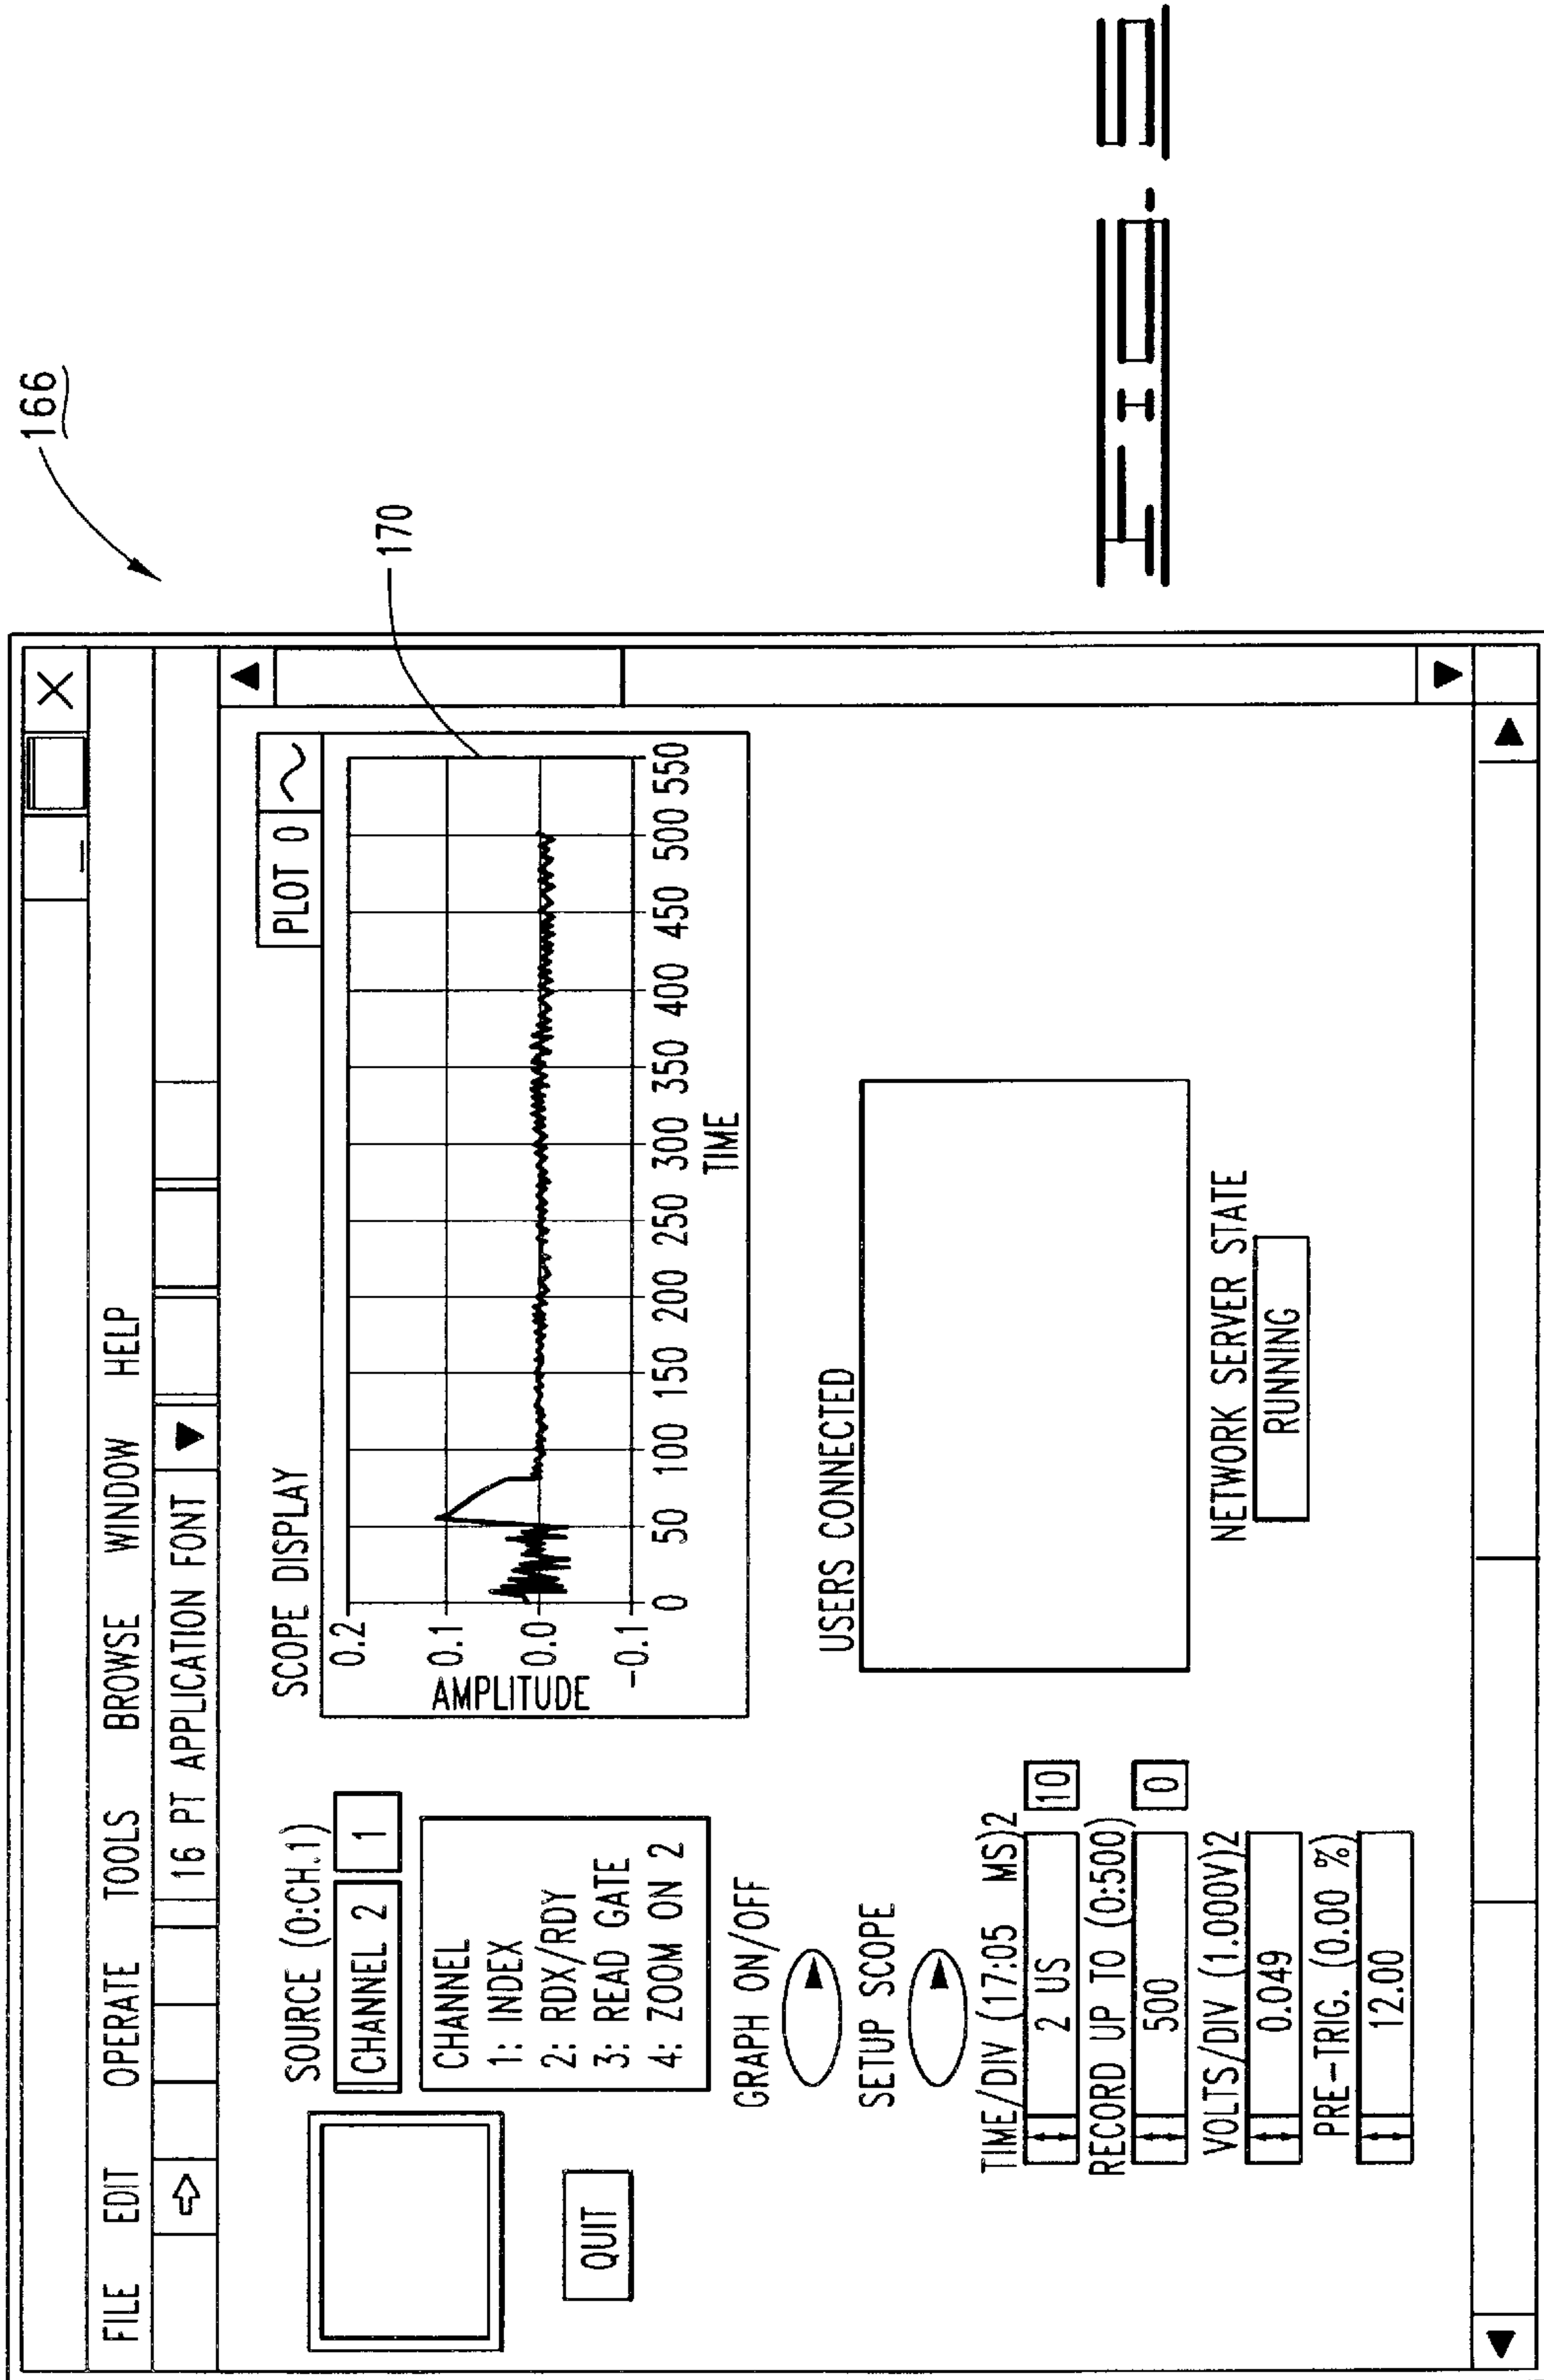 166
FILE EDIT OPERATE TOOLS BROWSE WINDOW HELP
16 PT APPLICATION FONT
SOURCE (0:CH.1)
CHANNEL 2
1
CHANNEL
1: INDEX
2: RDX/RDY
3: READ GATE
4: ZOOM ON 2
QUIT
GRAPH ON/OFF
SETUP SCOPE
TIME/DIV (17:05 MS)2
2 US
10
RECORD UP TO (0:500)
500
0
VOLTS/DIV (1.000V)2
0.049
PRE-TRIG. (0.00 %)
12.00
SCOPE DISPLAY
PLOT 0
170
0.2
0.1
0.0
-0.1
AMPLITUDE
0 50 100 150 200 250 300 350 400 450 500 550
TIME
USERS CONNECTED
NETWORK SERVER STATE
RUNNING